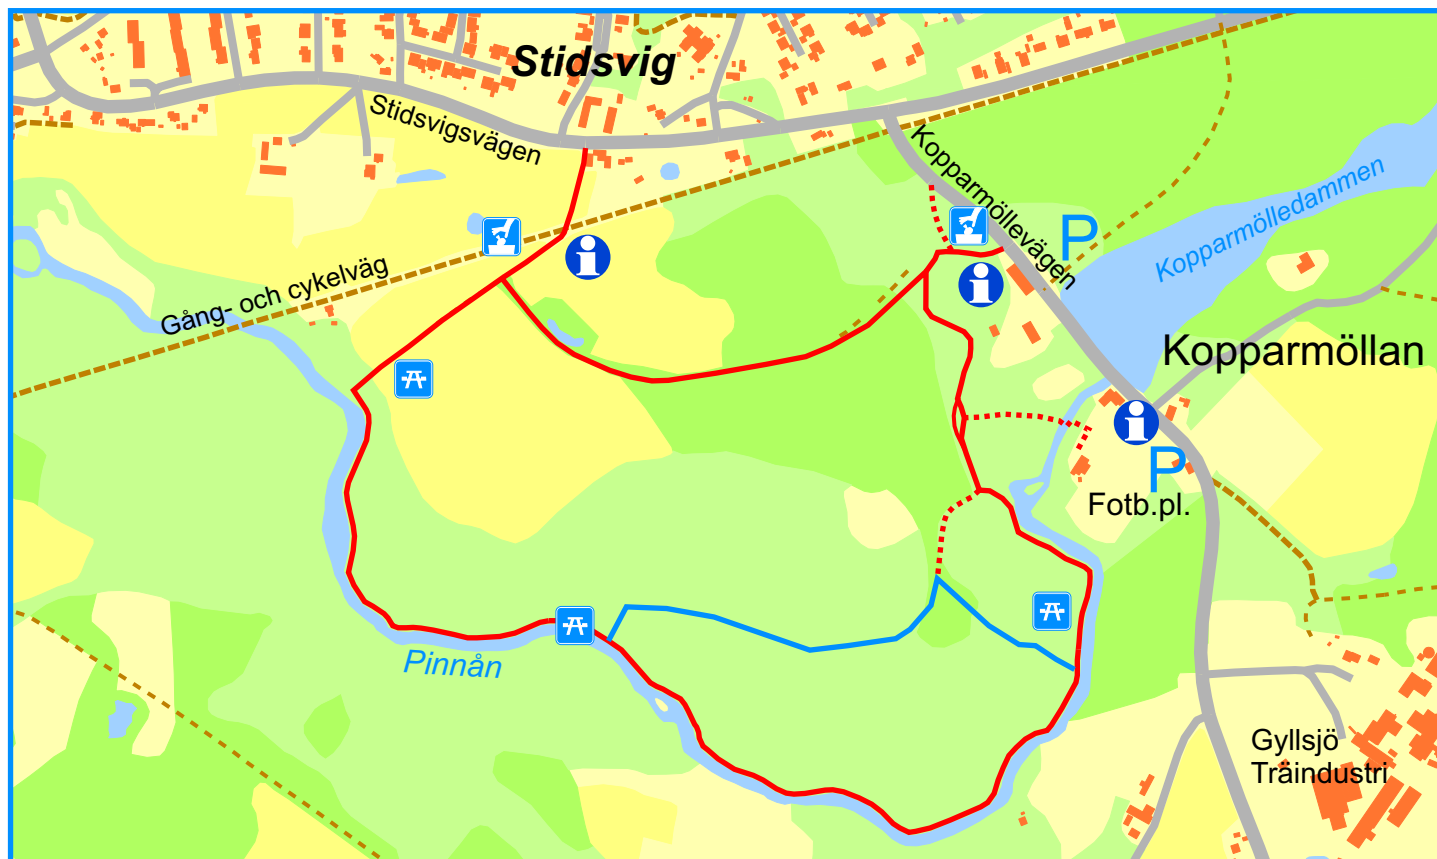 Stidsvig
Stidsvigsvägen
Kopparmöllevägen
Kopparmölledammen
P
Gång- och cykelväg
Kopparmöllan
P
Fotb.pl.
Pinnån
Gyllsjö
Träindustri